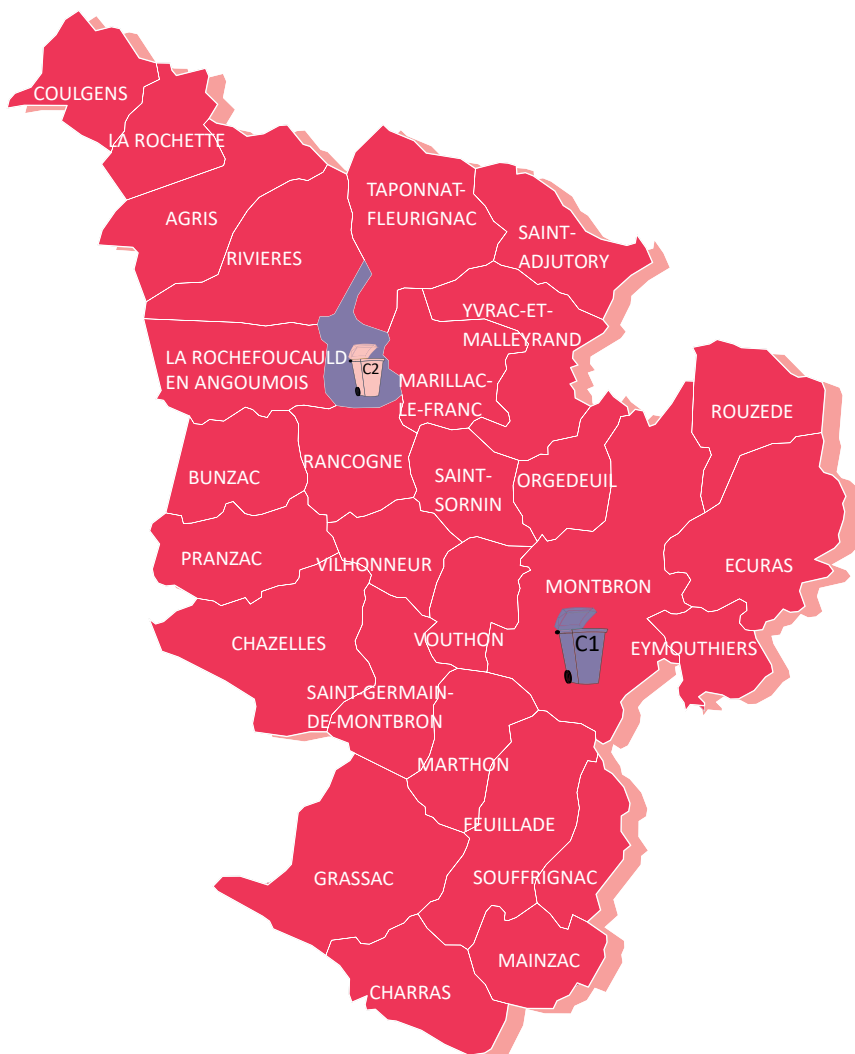 COULGENS
LA ROCHETTE
TAPONNAT-
FLEURIGNAC
AGRIS
SAINT-
ADJUTORY
RIVIERES
YVRAC-ET-
MALLEYRAND
LA ROCHEFOUCAULD
EN ANGOUMOIS
C2
MARILLAC-
LE-FRANC
ROUZEDE
BUNZAC
RANCOGNE
SAINT-
SORNIN
ORGEDEUIL
PRANZAC
VILHONNEUR
ECURAS
MONTBRON
CHAZELLES
VOUTHON
C1
EYMOUTHIERS
SAINT-GERMAIN-
DE-MONTBRON
MARTHON
FEUILLADE
GRASSAC
SOUFFRIGNAC
MAINZAC
CHARRAS